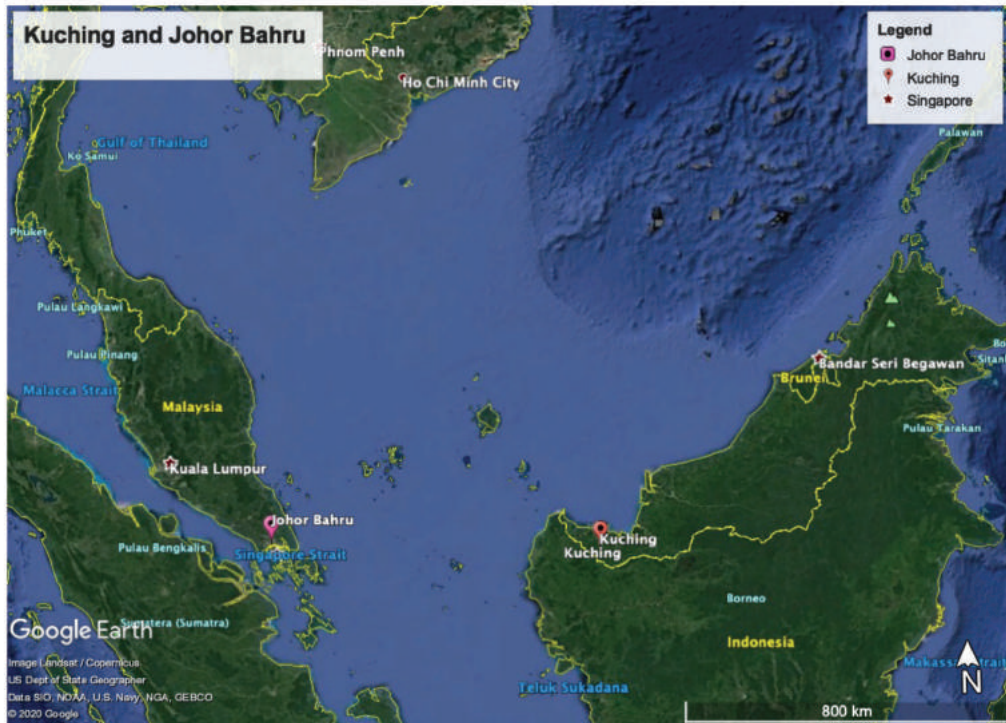 Kuching and Johor Bahru
Legend
Johor Bahru
Kuching
Singapore
Phnom Penh
Ho Chi Minh City
Palawan
Gulf of Thailand
Ko Samui
Phuket
Pulau Langkawi
Pulau Pinang
Malacca Strait
Malaysia
Kuala Lumpur
Bandar Seri Begawan
Brunei
Pulau Tarakan
Johor Bahru
Singapore Strait
Pulau Bengkalis
Kuching
Kuching
Borneo
Indonesia
Sumatera (Sumatra)
Teluk Sukadana
Google Earth
Image Landsat / Copernicus
US Dept of State Geographer
Data SIO, NOAA, U.S. Navy, NGA, GEBCO
© 2020 Google
N
800 km